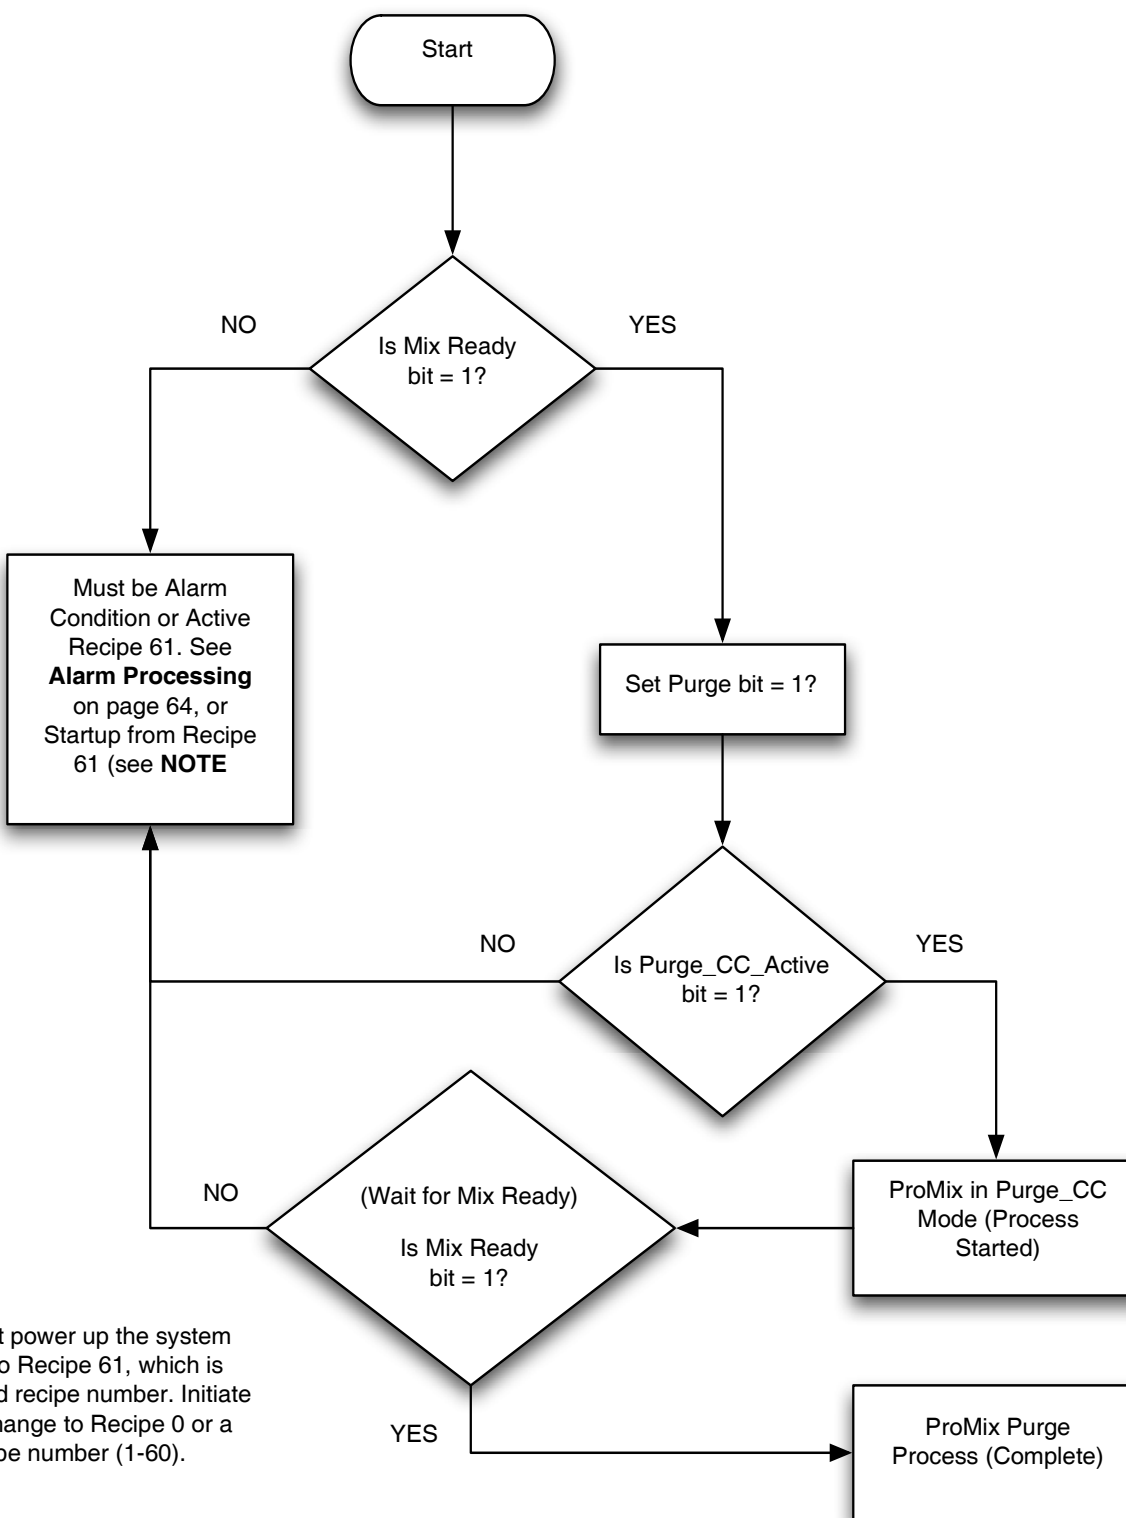 Start
NO
YES
Is Mix Ready
bit = 1?
Must be Alarm
Condition or Active
Recipe 61. See
Alarm Processing
on page 64, or
Startup from Recipe
61 (see NOTE
Set Purge bit = 1?
NO
YES
Is Purge_CC_Active
bit = 1?
NO
(Wait for Mix Ready)
Is Mix Ready
bit = 1?
ProMix in Purge_CC
Mode (Process
Started)
power up the system
Recipe 61, which is
recipe number. Initiate
to Recipe 0 or a
number (1-60).
YES
ProMix Purge
Process (Complete)